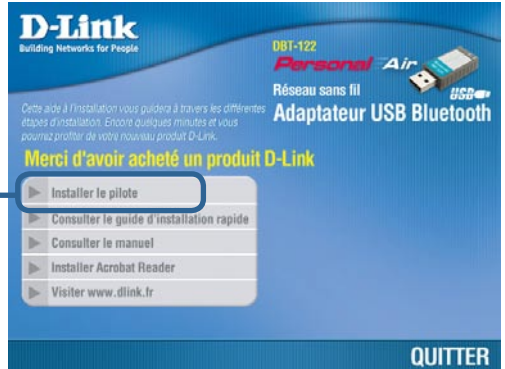 D-Link
Building Networks for People
DBT-122
Personal Air
USB
Réseau sans fil
Adaptateur USB Bluetooth
Cette aide à l'installation vous guidera à travers les différentes
étapes d'installation. Encore quelques minutes et vous
pourrez profiter de votre nouveau produit D-Link.
Merci d'avoir acheté un produit D-Link
Installer le pilote
Consulter le guide d'installation rapide
Consulter le manuel
Installer Acrobat Reader
Visiter www.dlink.fr
QUITTER